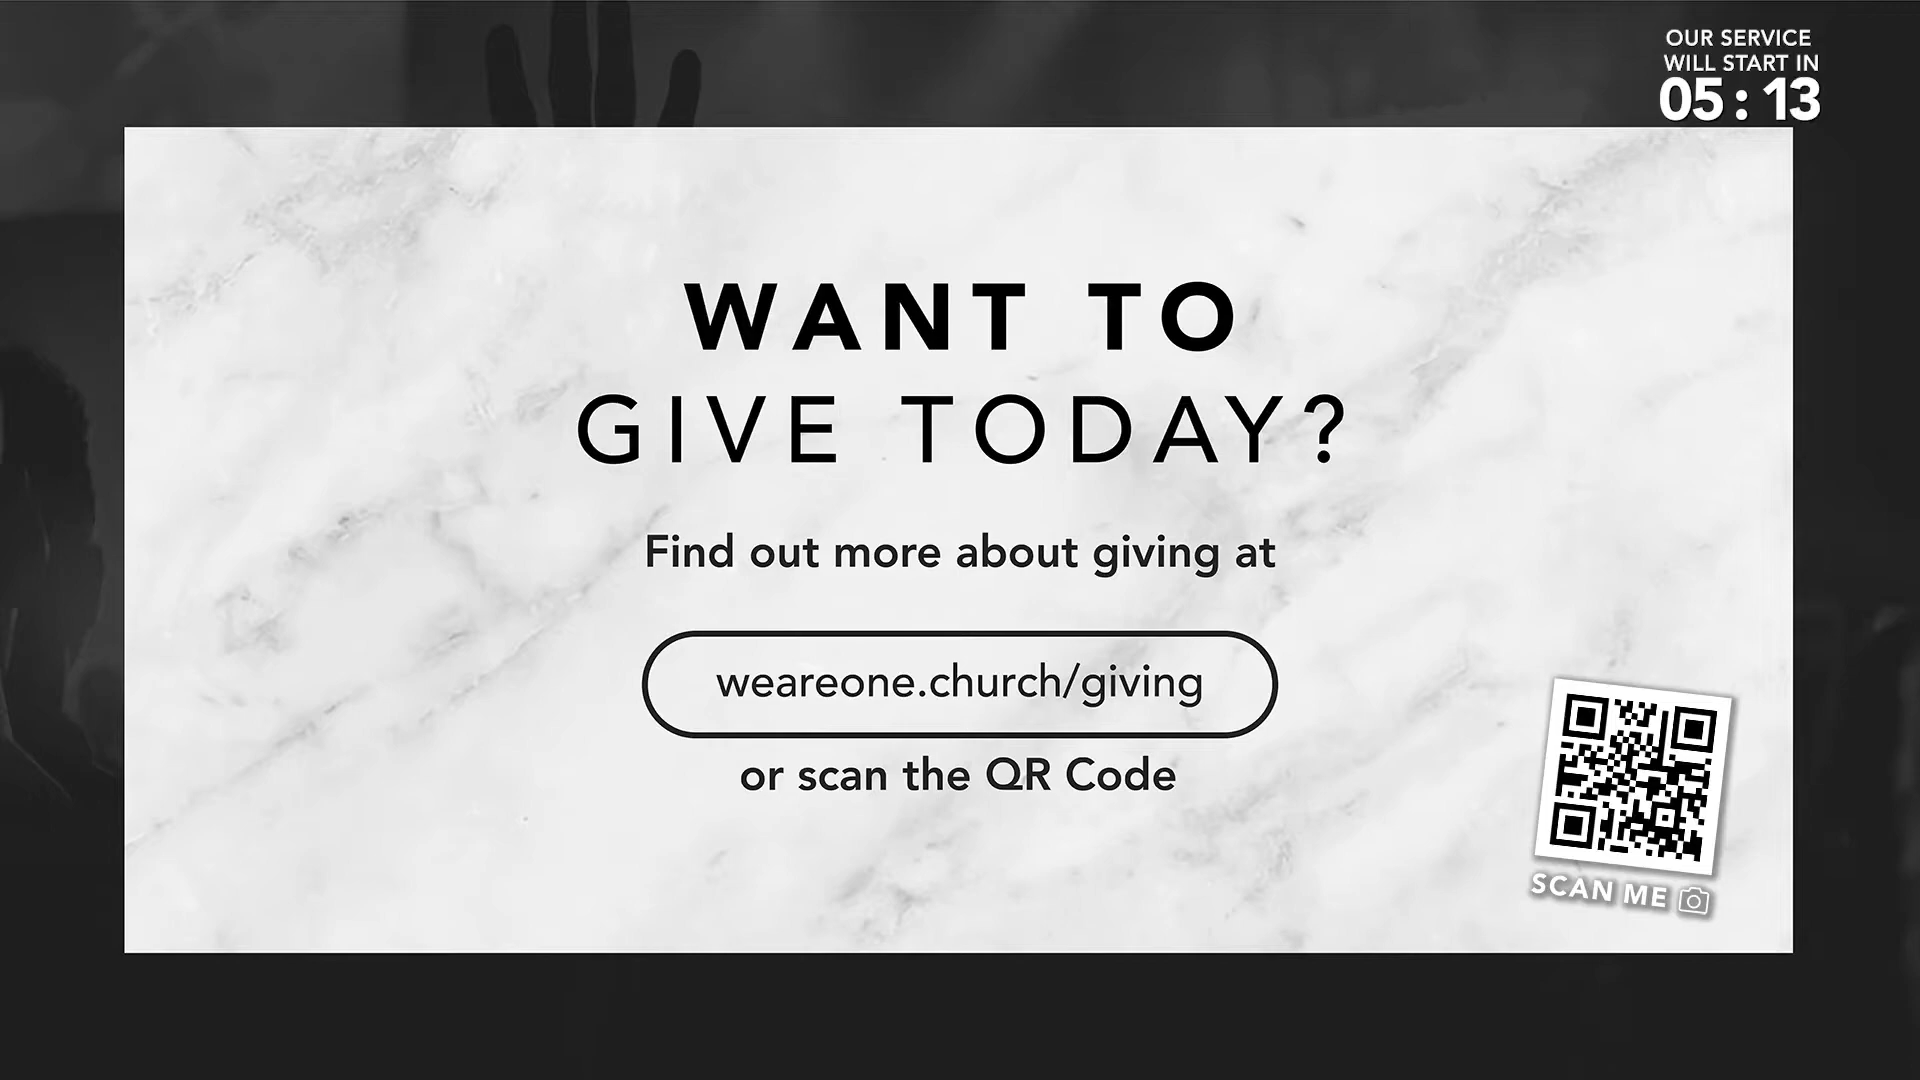 OUR SERVICE
WILL START IN
05 : 13
WANT TO
GIVE TODAY?
Find out more about giving at
weareone.church/giving
or scan the QR Code
SCAN ME